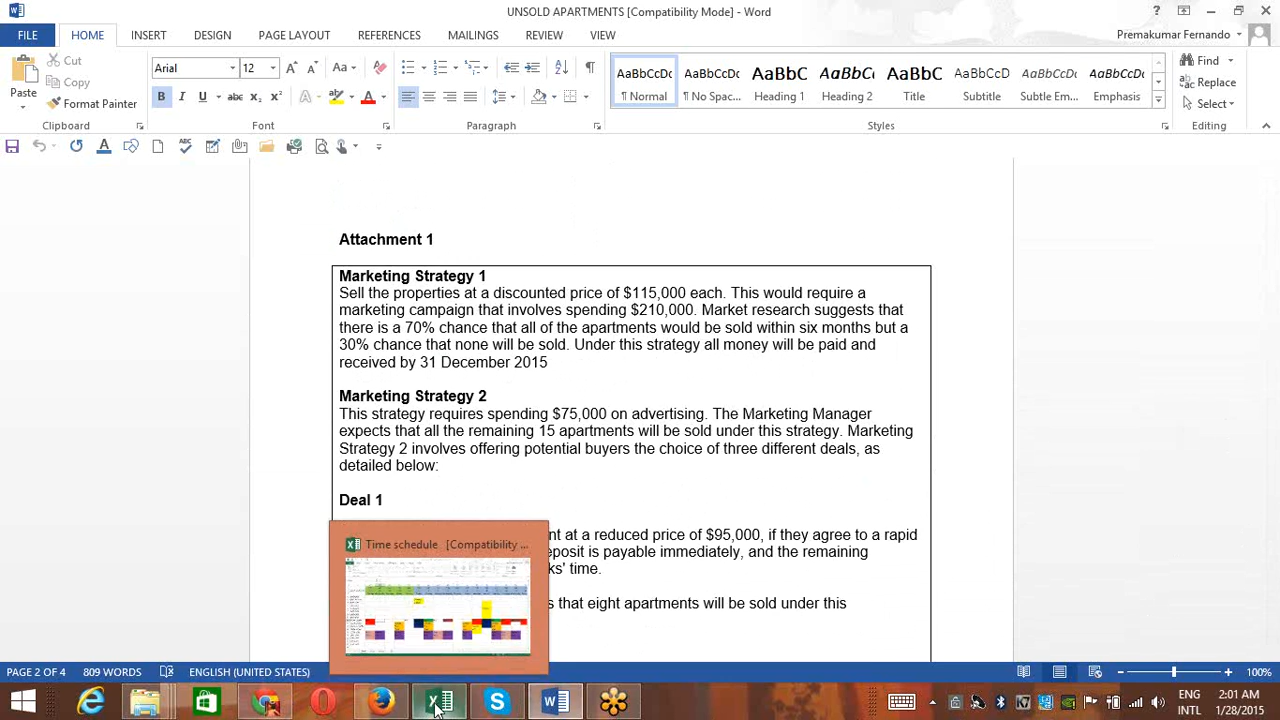 UNSOLD APARTMENTS [Compatibility Mode] - Word
FILE HOME INSERT DESIGN PAGE LAYOUT REFERENCES MAILINGS REVIEW VIEW Premakumar Fernando
Paste
Cut
Copy
Format Painter
Clipboard
Arial 12
Font
Paragraph
AaBbCcDc AaBbCcDc AaBbC AaBbCc AaBbC AaBbCcD AaBbCcDc AaBbCcDc
¶ Normal ¶ No Spac... Heading 1 Heading 2 Title Subtitle Subtle Em... Emphasis
Styles
Find
Replace
Select
Editing
Attachment 1
Marketing Strategy 1
Sell the properties at a discounted price of $115,000 each. This would require a
marketing campaign that involves spending $210,000. Market research suggests that
there is a 70% chance that all of the apartments would be sold within six months but a
30% chance that none will be sold. Under this strategy all money will be paid and
received by 31 December 2015
Marketing Strategy 2
This strategy requires spending $75,000 on advertising. The Marketing Manager
expects that all the remaining 15 apartments will be sold under this strategy. Marketing
Strategy 2 involves offering potential buyers the choice of three different deals, as
detailed below:
Deal 1
nt at a reduced price of $95,000, if they agree to a rapid
eposit is payable immediately, and the remaining
ks' time.
s that eight apartments will be sold under this
Time schedule [Compatibility ...
PAGE 2 OF 4 809 WORDS ENGLISH (UNITED STATES) 100%
ENG
INTL
2:01 AM
1/28/2015